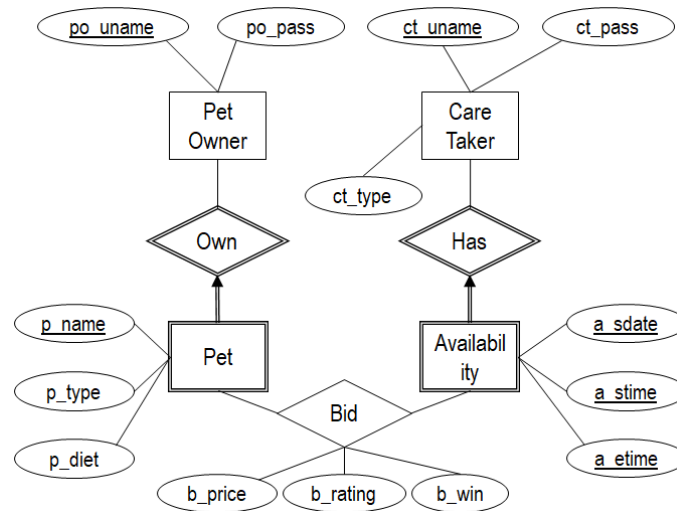 po_uname
po_pass
ct_uname
ct_pass
Pet
Owner
Care
Taker
ct_type
Own
Has
p_name
Pet
Availabil
ity
a_sdate
p_type
Bid
a_stime
p_diet
a_etime
b_price
b_rating
b_win